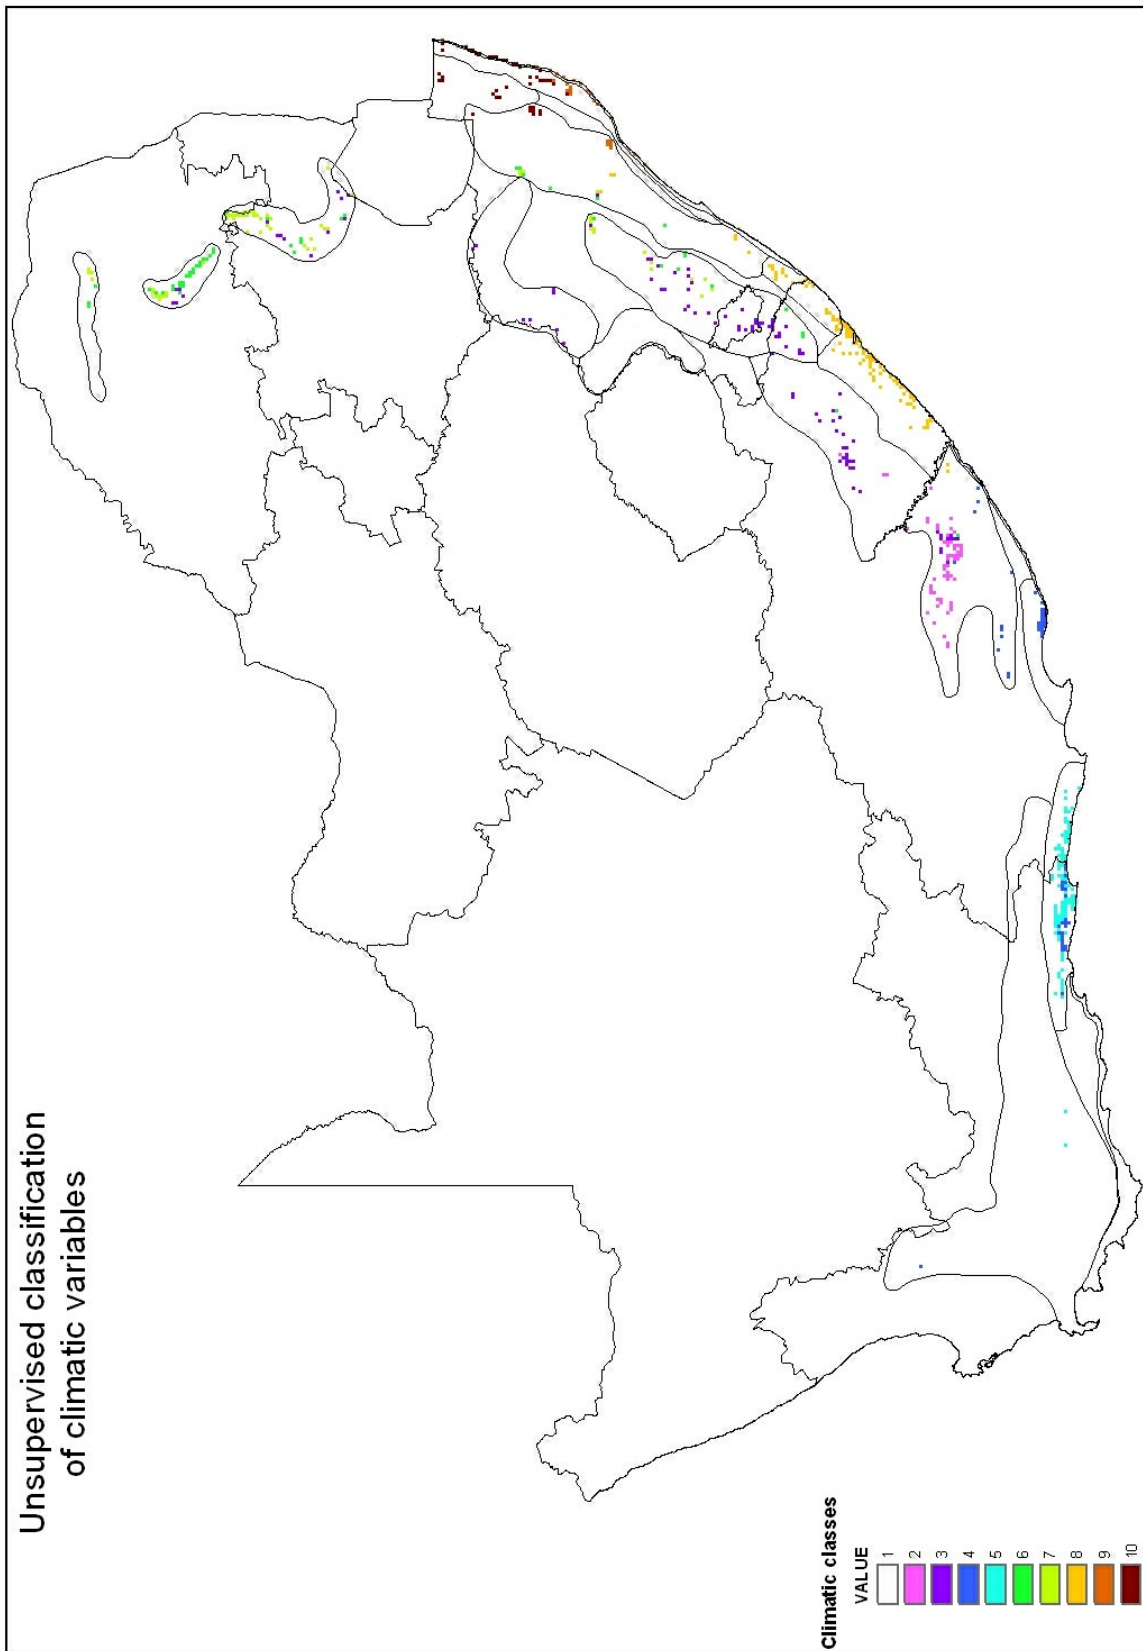 Unsupervised classification
of climatic variables
Climatic classes
VALUE
1
2
3
4
5
6
7
8
9
10